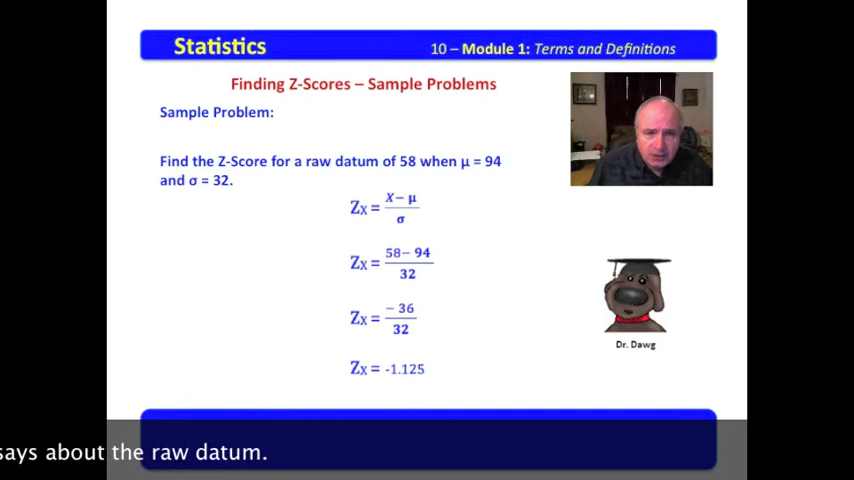 Statistics
10 – Module 1: Terms and Definitions
Finding Z-Scores – Sample Problems
Sample Problem:
Find the Z-Score for a raw datum of 58 when μ = 94
and σ = 32.
Zx = X − μ / σ
Zx = 58− 94 / 32
Zx = − 36 / 32
Zx = -1.125
Dr. Dawg
says about the raw datum.